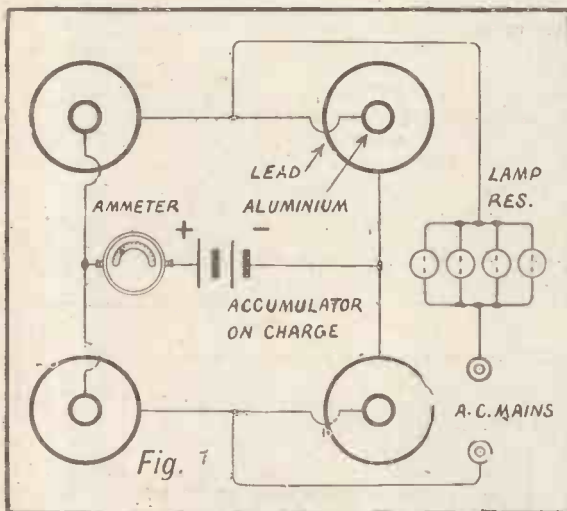 LEAD
ALUMINIUM
LAMP
RES.
AMMETER
+
-
ACCUMULATOR
ON CHARGE
A.C. MAINS
Fig. 1